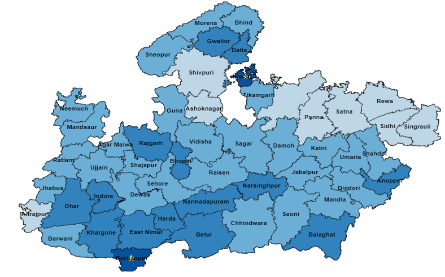 Morena
Bhind
Gwalior
Datia
Sheopur
Shivpuri
Tikamgarh
Guna
Ashoknagar
Panna
Satna
Rewa
Sidhi
Singrauli
Neemuch
Mandsaur
Agar Malwa
Rajgarh
Vidisha
Sagar
Damoh
Katni
Umaria
Ratlam
Ujjain
Shajapur
Bhopal
Raisen
Jabalpur
Anuppur
Jhabua
Indore
Dewas
Sehore
Narsinghpur
Dindori
Mandla
Dhar
Narmadapuram
Harda
Chhindwara
Seoni
Barwani
Khargone
East Nimar
Betul
Balaghat